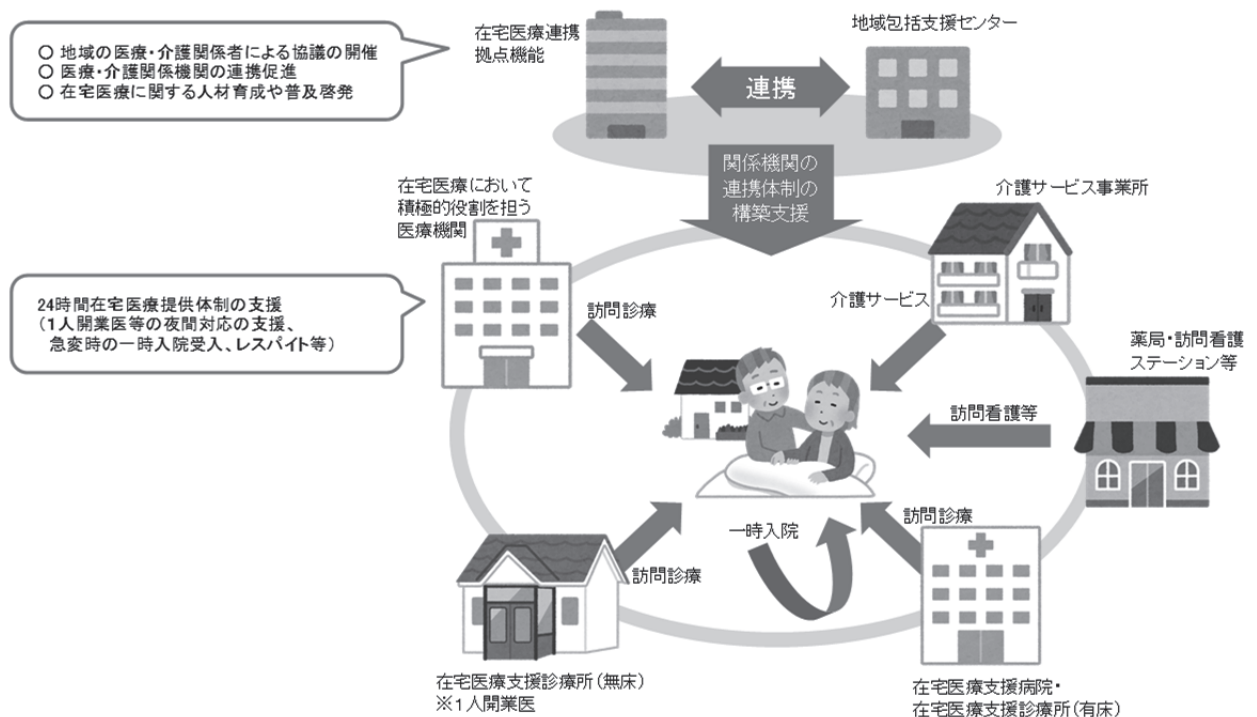 在宅医療連携
拠点機能
地域包括支援センター
○ 地域の医療・介護関係者による協議の開催
○ 医療・介護関係機関の連携促進
○ 在宅医療に関する人材育成や普及啓発
連携
関係機関の
連携体制の
構築支援
在宅医療において
積極的役割を担う
医療機関
介護サービス事業所
24時間在宅医療提供体制の支援
(1人開業医等の夜間対応の支援、
急変時の一時入院受入、レスパイト等)
訪問診療
介護サービス
薬局・訪問看護
ステーション等
訪問看護等
訪問診療
一時入院
訪問診療
在宅医療支援診療所(無床)
※1人開業医
在宅医療支援病院・
在宅医療支援診療所(有床)